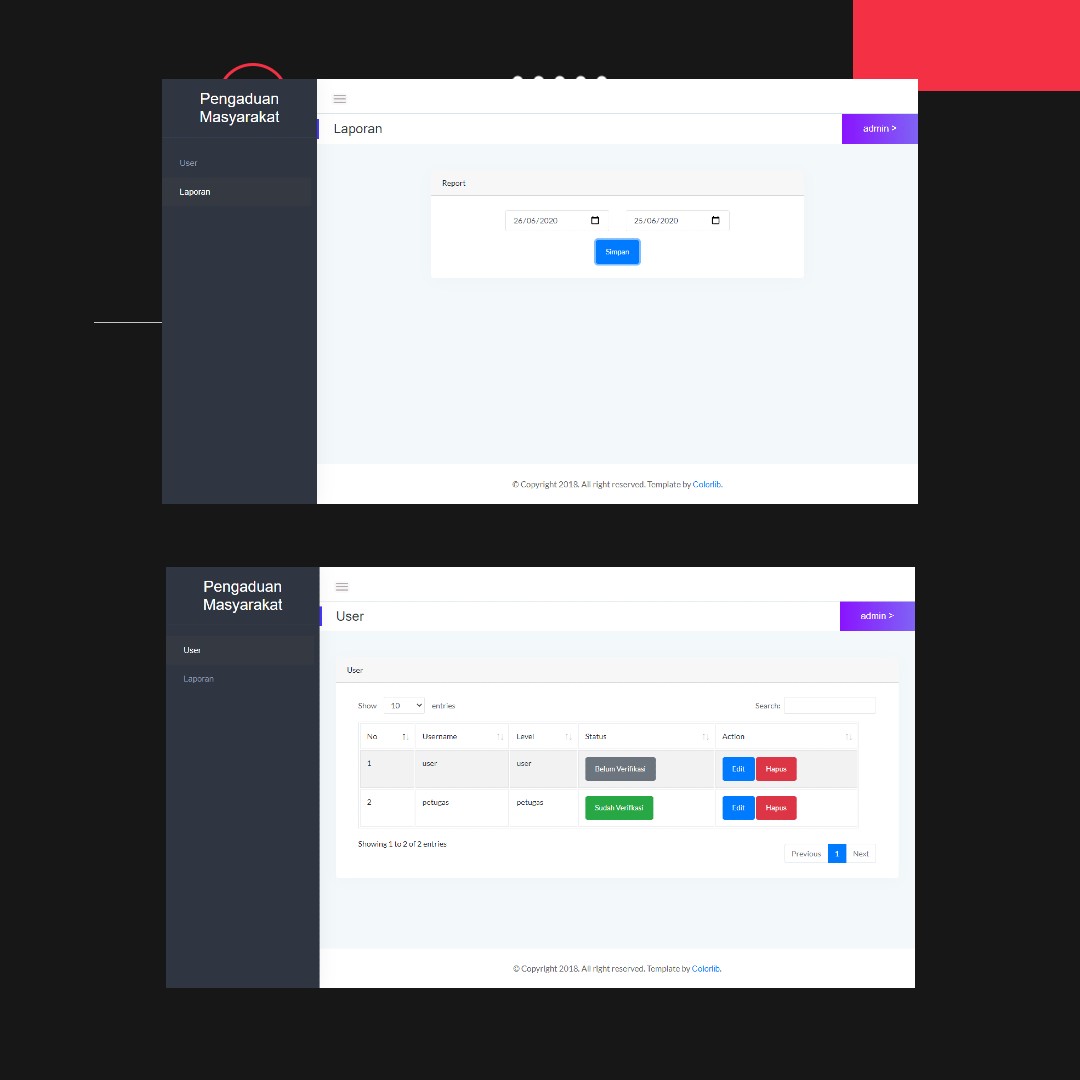 Pengaduan
Masyarakat
User
Laporan
Laporan
admin >
Report
26/06/2020
25/06/2020
Simpan
© Copyright 2018. All right reserved. Template by Colorlib.
Pengaduan
Masyarakat
User
Laporan
User
admin >
User
Show 10 entries
Search:
No Username Level Status Action
1 user user Belum Verifikasi Edit Hapus
2 petugas petugas Sudah Verifikasi Edit Hapus
Showing 1 to 2 of 2 entries
Previous 1 Next
© Copyright 2018. All right reserved. Template by Colorlib.